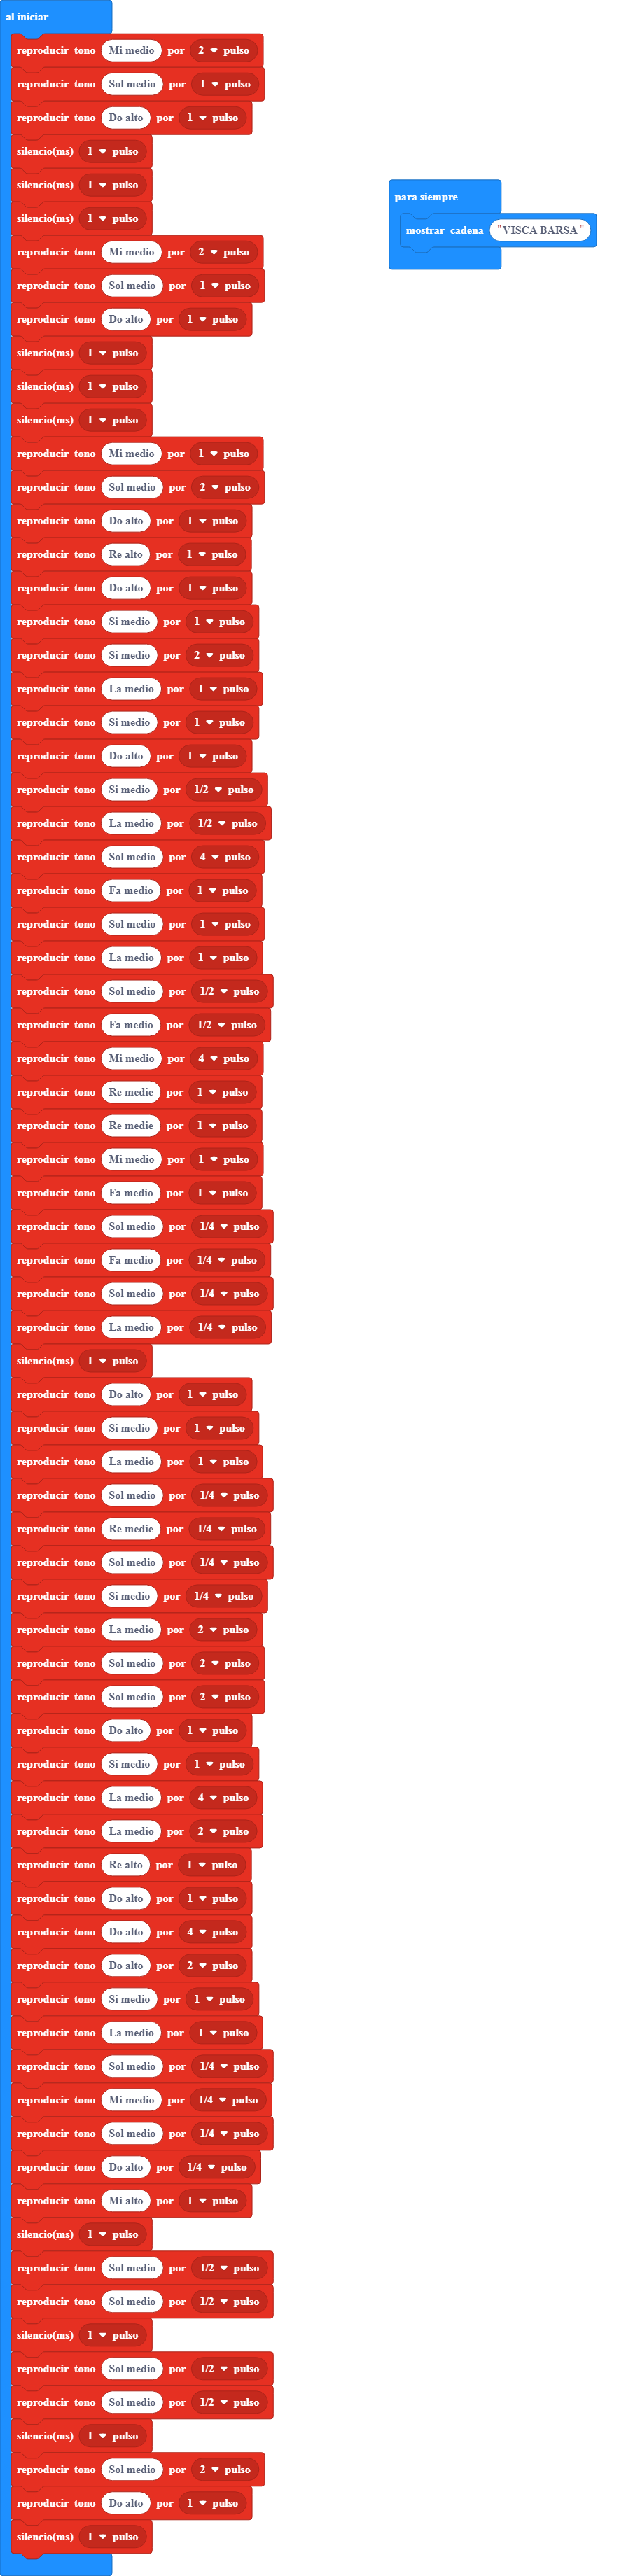 al iniciar
reproducir tono Mi medio por 2 pulso
reproducir tono Sol medio por 1 pulso
reproducir tono Do alto por 1 pulso
silencio(ms) 1 pulso
silencio(ms) 1 pulso
silencio(ms) 1 pulso
reproducir tono Mi medio por 2 pulso
reproducir tono Sol medio por 1 pulso
reproducir tono Do alto por 1 pulso
silencio(ms) 1 pulso
silencio(ms) 1 pulso
silencio(ms) 1 pulso
reproducir tono Mi medio por 1 pulso
reproducir tono Sol medio por 2 pulso
reproducir tono Do alto por 1 pulso
reproducir tono Re alto por 1 pulso
reproducir tono Do alto por 1 pulso
reproducir tono Si medio por 1 pulso
reproducir tono Si medio por 2 pulso
reproducir tono La medio por 1 pulso
reproducir tono Si medio por 1 pulso
reproducir tono Do alto por 1 pulso
reproducir tono Si medio por 1/2 pulso
reproducir tono La medio por 1/2 pulso
reproducir tono Sol medio por 4 pulso
reproducir tono Fa medio por 1 pulso
reproducir tono Sol medio por 1 pulso
reproducir tono La medio por 1 pulso
reproducir tono Sol medio por 1/2 pulso
reproducir tono Fa medio por 1/2 pulso
reproducir tono Mi medio por 4 pulso
reproducir tono Re medie por 1 pulso
reproducir tono Re medie por 1 pulso
reproducir tono Mi medio por 1 pulso
reproducir tono Fa medio por 1 pulso
reproducir tono Sol medio por 1/4 pulso
reproducir tono Fa medio por 1/4 pulso
reproducir tono Sol medio por 1/4 pulso
reproducir tono La medio por 1/4 pulso
silencio(ms) 1 pulso
reproducir tono Do alto por 1 pulso
reproducir tono Si medio por 1 pulso
reproducir tono La medio por 1 pulso
reproducir tono Sol medio por 1/4 pulso
reproducir tono Re medie por 1/4 pulso
reproducir tono Sol medio por 1/4 pulso
reproducir tono Si medio por 1/4 pulso
reproducir tono La medio por 2 pulso
reproducir tono Sol medio por 2 pulso
reproducir tono Sol medio por 2 pulso
reproducir tono Do alto por 1 pulso
reproducir tono Si medio por 1 pulso
reproducir tono La medio por 4 pulso
reproducir tono La medio por 2 pulso
reproducir tono Re alto por 1 pulso
reproducir tono Do alto por 1 pulso
reproducir tono Do alto por 4 pulso
reproducir tono Do alto por 2 pulso
reproducir tono Si medio por 1 pulso
reproducir tono La medio por 1 pulso
reproducir tono Sol medio por 1/4 pulso
reproducir tono Mi medio por 1/4 pulso
reproducir tono Sol medio por 1/4 pulso
reproducir tono Do alto por 1/4 pulso
reproducir tono Mi alto por 1 pulso
silencio(ms) 1 pulso
reproducir tono Sol medio por 1/2 pulso
reproducir tono Sol medio por 1/2 pulso
silencio(ms) 1 pulso
reproducir tono Sol medio por 1/2 pulso
reproducir tono Sol medio por 1/2 pulso
silencio(ms) 1 pulso
reproducir tono Sol medio por 2 pulso
reproducir tono Do alto por 1 pulso
silencio(ms) 1 pulso
para siempre
mostrar cadena "VISCA BARSA"